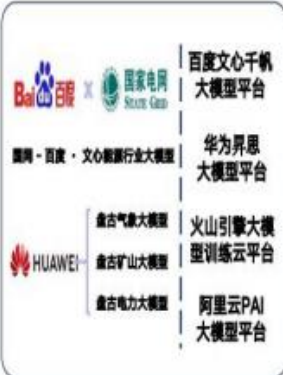 Bai百度 × 国家电网
STATE GRID
国网-百度·文心能源行业大模型
HUAWEI
盘古气象大模型
盘古矿山大模型
盘古电力大模型
百度文心千帆
大模型平台
华为昇思
大模型平台
火山引擎大模
型训练云平台
阿里云PAI
大模型平台